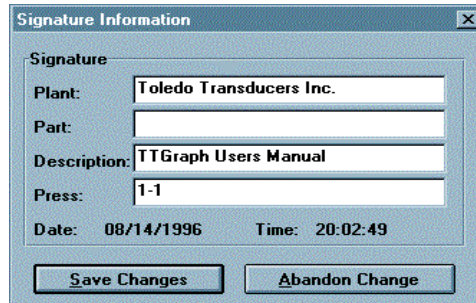 Signature Information
Signature
Plant: Toledo Transducers Inc.
Part:
Description: TTGraph Users Manual
Press: 1-1
Date: 08/14/1996 Time: 20:02:49
Save Changes Abandon Change